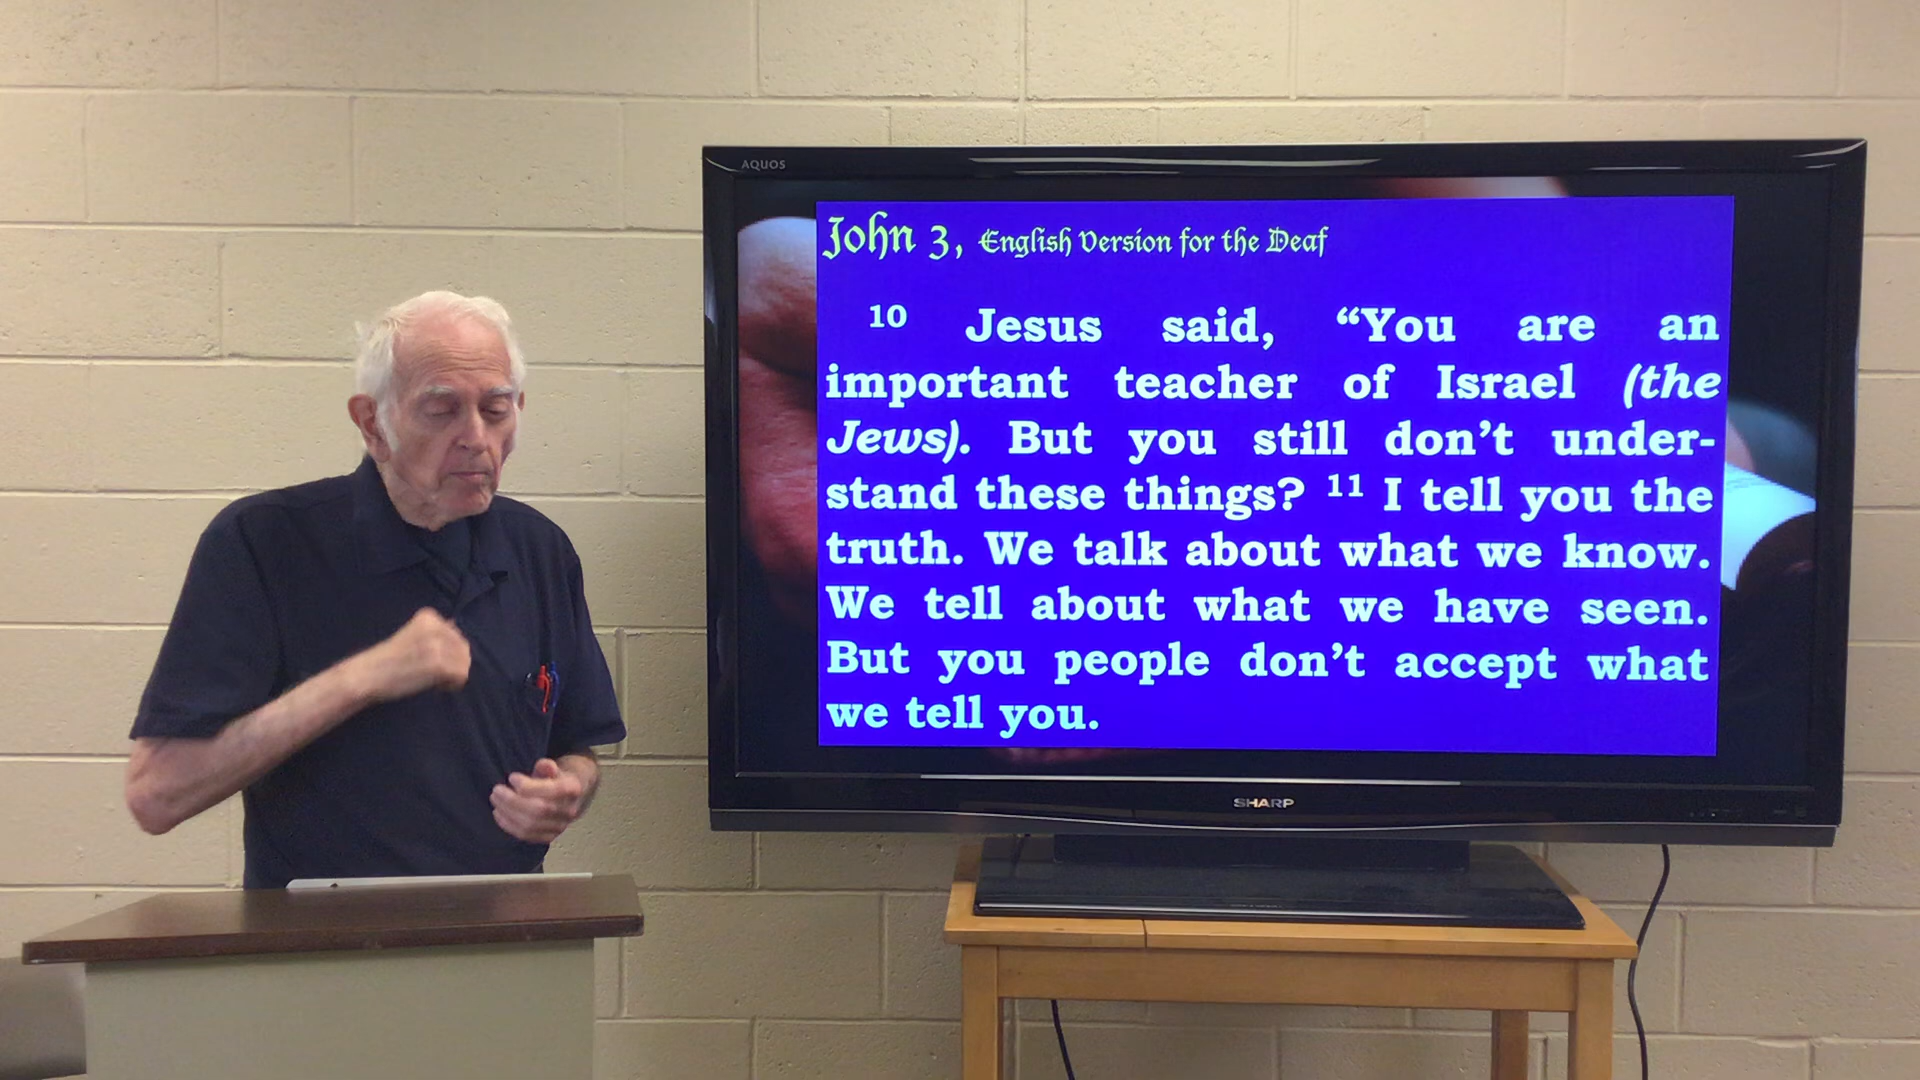 AQUOS
John 3, English Version for the Deaf
10 Jesus said, “You are an
important teacher of Israel (the
Jews). But you still don’t under-
stand these things? 11 I tell you the
truth. We talk about what we know.
We tell about what we have seen.
But you people don’t accept what
we tell you.
SHARP